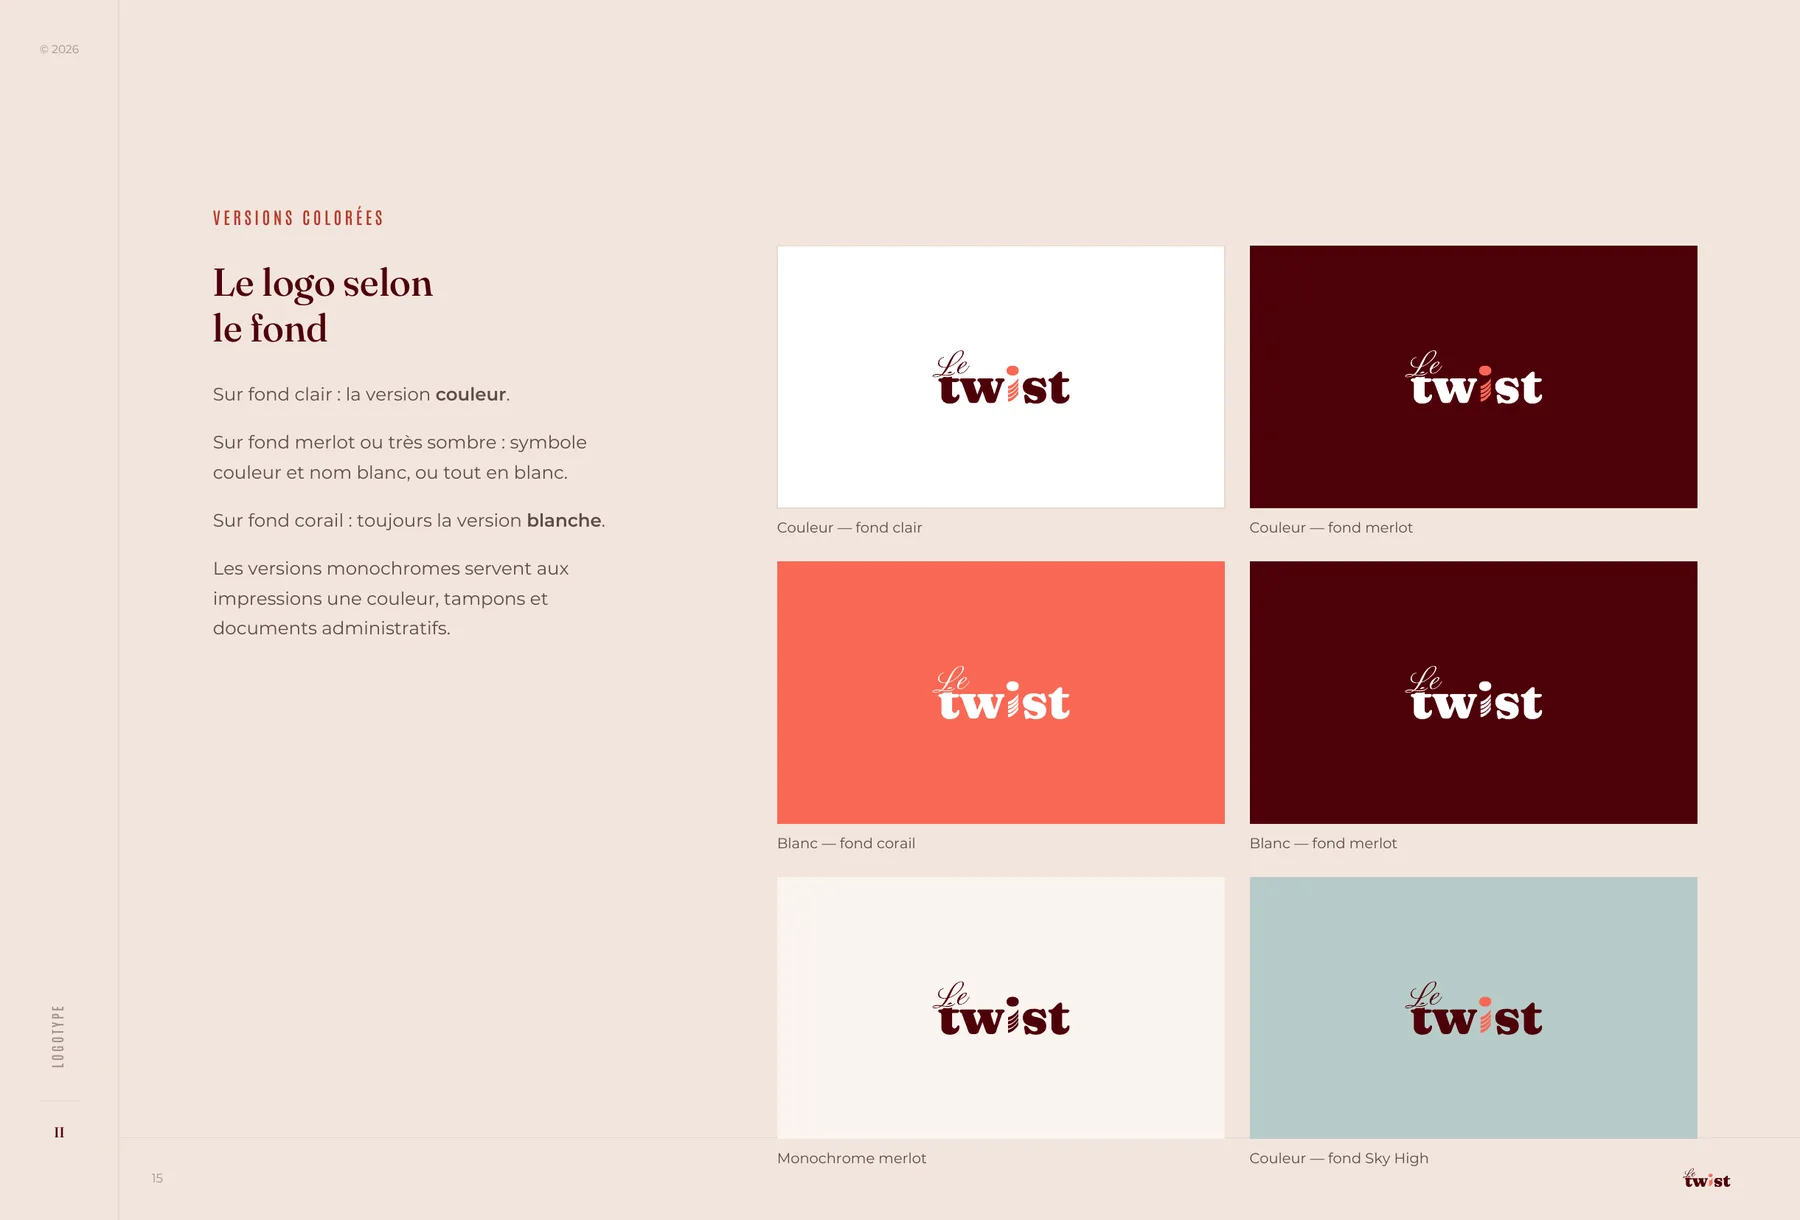 © 2026
VERSIONS COLORÉES
Le logo selon
le fond
Sur fond clair : la version couleur.
Sur fond merlot ou très sombre : symbole
couleur et nom blanc, ou tout en blanc.
Sur fond corail : toujours la version blanche.
Les versions monochromes servent aux
impressions une couleur, tampons et
documents administratifs.
Le
twist
Couleur — fond clair
Le
twist
Couleur — fond merlot
Le
twist
Blanc — fond corail
Le
twist
Blanc — fond merlot
Le
twist
Monochrome merlot
Le
twist
Couleur — fond Sky High
LOGOTYPE
II
15
Le
twist